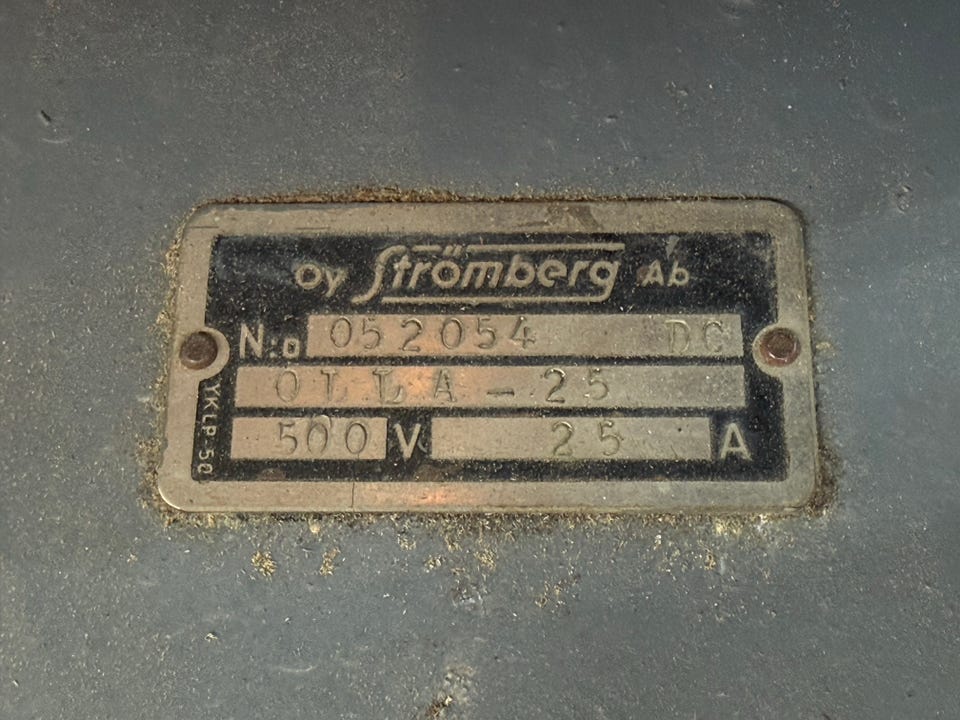 Oy Strömberg Ab
N:o 052054 DC
OLLA-25
500 V 25 A
YKLP-50